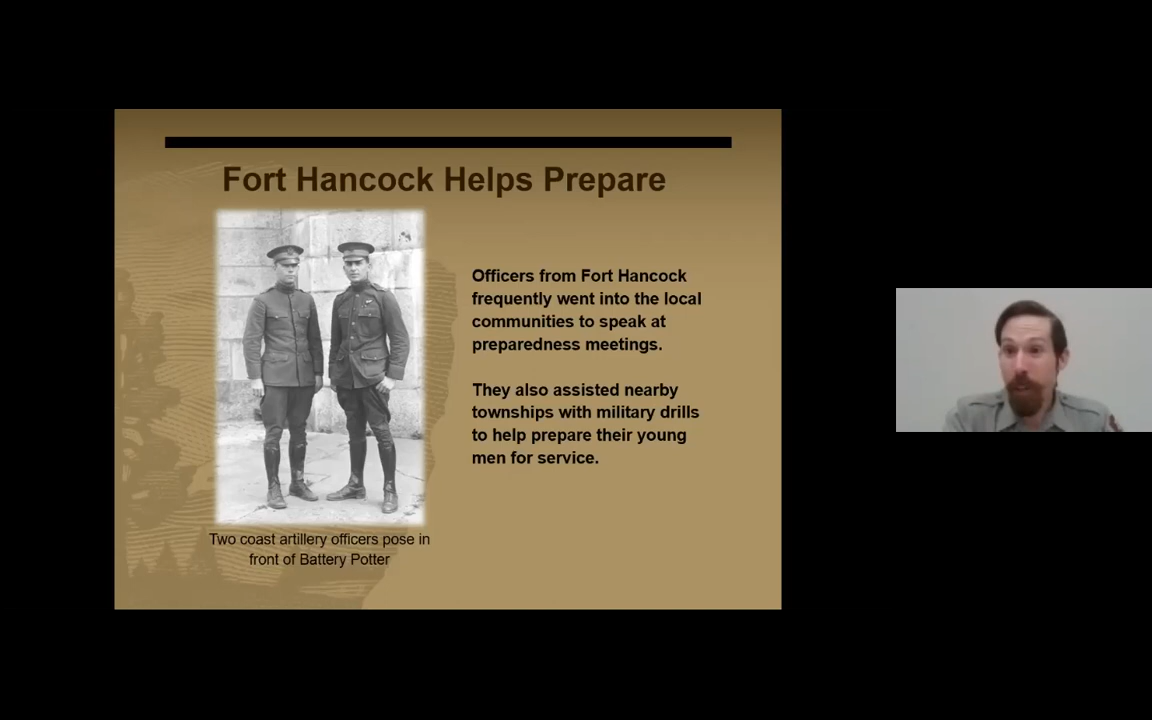 Fort Hancock Helps Prepare
Officers from Fort Hancock
frequently went into the local
communities to speak at
preparedness meetings.
They also assisted nearby
townships with military drills
to help prepare their young
men for service.
Two coast artillery officers pose in
front of Battery Potter